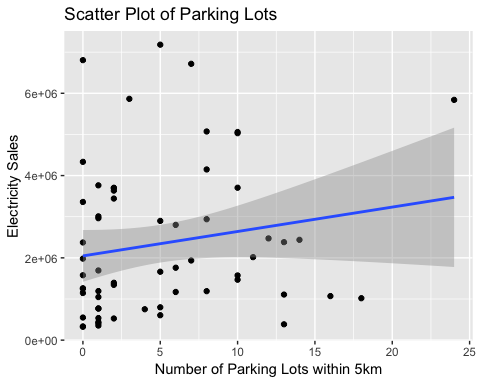 Scatter Plot of Parking Lots
Electricity Sales
6e+06
4e+06
2e+06
0e+00
0 5 10 15 20 25
Number of Parking Lots within 5km